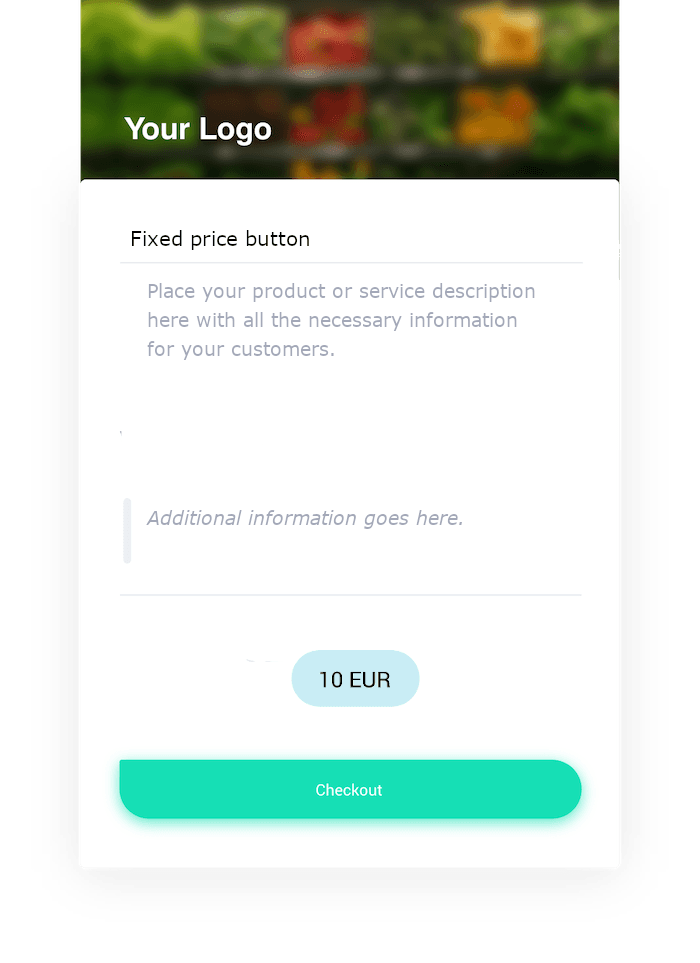 Your Logo
Fixed price button
Place your product or service description
here with all the necessary information
for your customers.
Additional information goes here.
10 EUR
Checkout